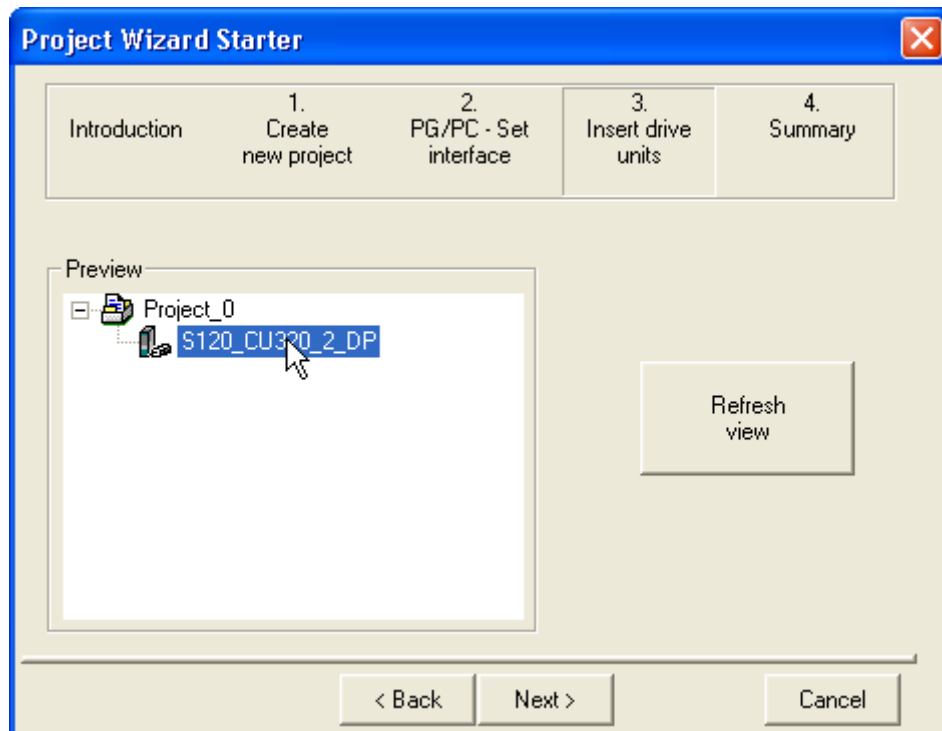 Project Wizard Starter
Introduction
1.
Create
new project
2.
PG/PC - Set
interface
3.
Insert drive
units
4.
Summary
Preview
Project_0
S120_CU320_2_DP
Refresh
view
< Back
Next >
Cancel